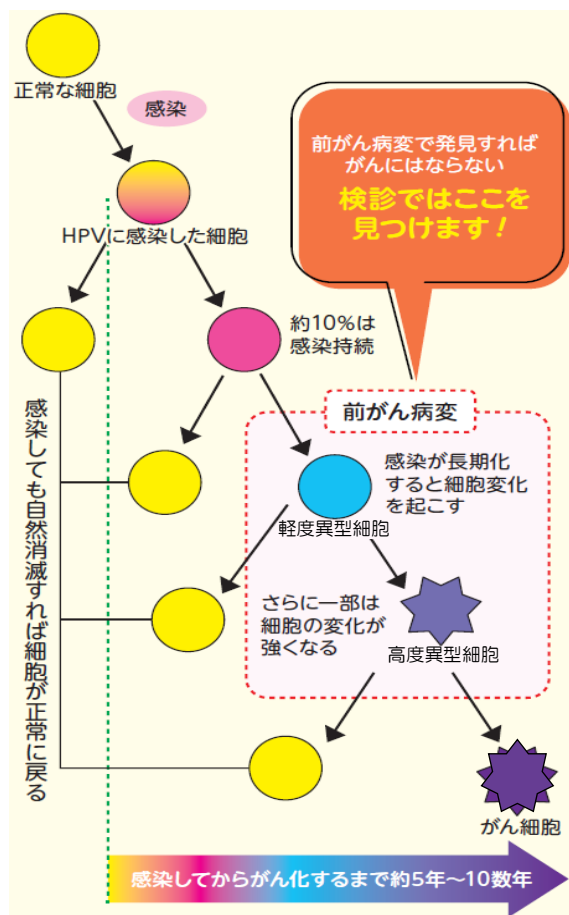 正常な細胞
感染
HPVに感染した細胞
前がん病変で発見すれば
がんにはならない
検診ではここを
見つけます！
約10％は
感染持続
前がん病変
感染が長期化
すると細胞変化
を起こす
軽度異型細胞
さらに一部は
細胞の変化が
強くなる
高度異型細胞
がん細胞
感染しても自然消滅すれば細胞が正常に戻る
感染してからがん化するまで約5年～10数年